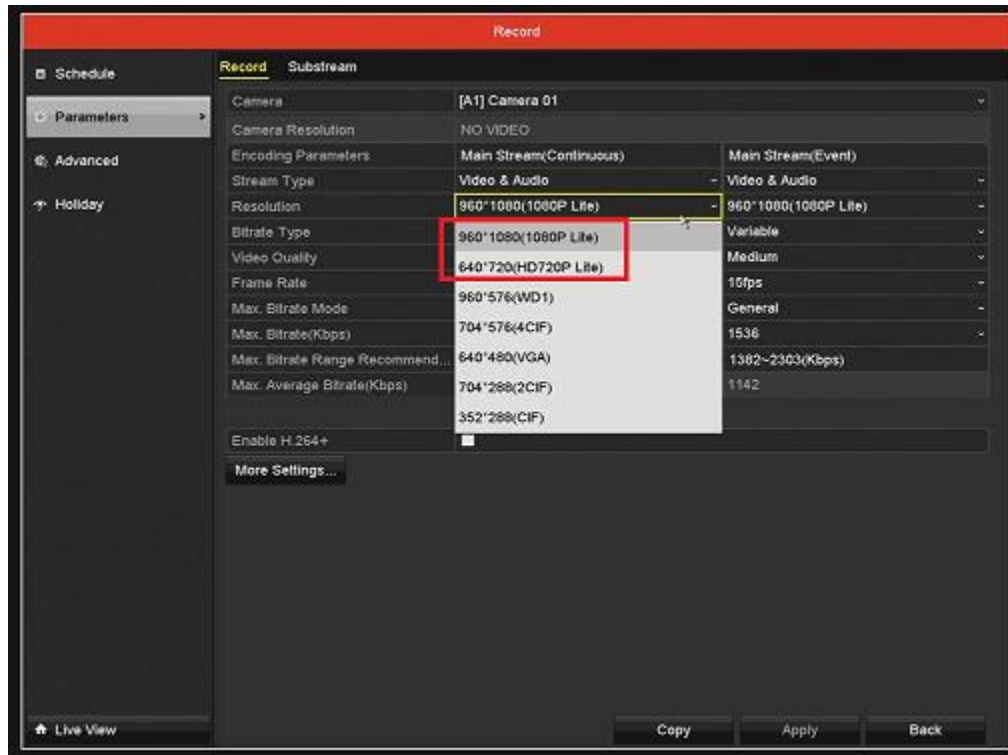 Record
Schedule
Parameters
Advanced
Holiday
Live View
Record Substream
Camera [A1] Camera 01
Camera Resolution NO VIDEO
Encoding Parameters Main Stream(Continuous) Main Stream(Event)
Stream Type Video & Audio Video & Audio
Resolution 960*1080(1080P Lite) 960*1080(1080P Lite)
Bitrate Type Variable
Video Quality Medium
Frame Rate 15fps
Max. Bitrate Mode General
Max. Bitrate(Kbps) 1536
Max. Bitrate Range Recommend... 1382~2303(Kbps)
Max. Average Bitrate(Kbps) 1142
960*1080(1080P Lite)
640*720(HD720P Lite)
960*576(WD1)
704*576(4CIF)
640*480(VGA)
704*288(2CIF)
352*288(CIF)
Enable H.264+
More Settings...
Copy Apply Back